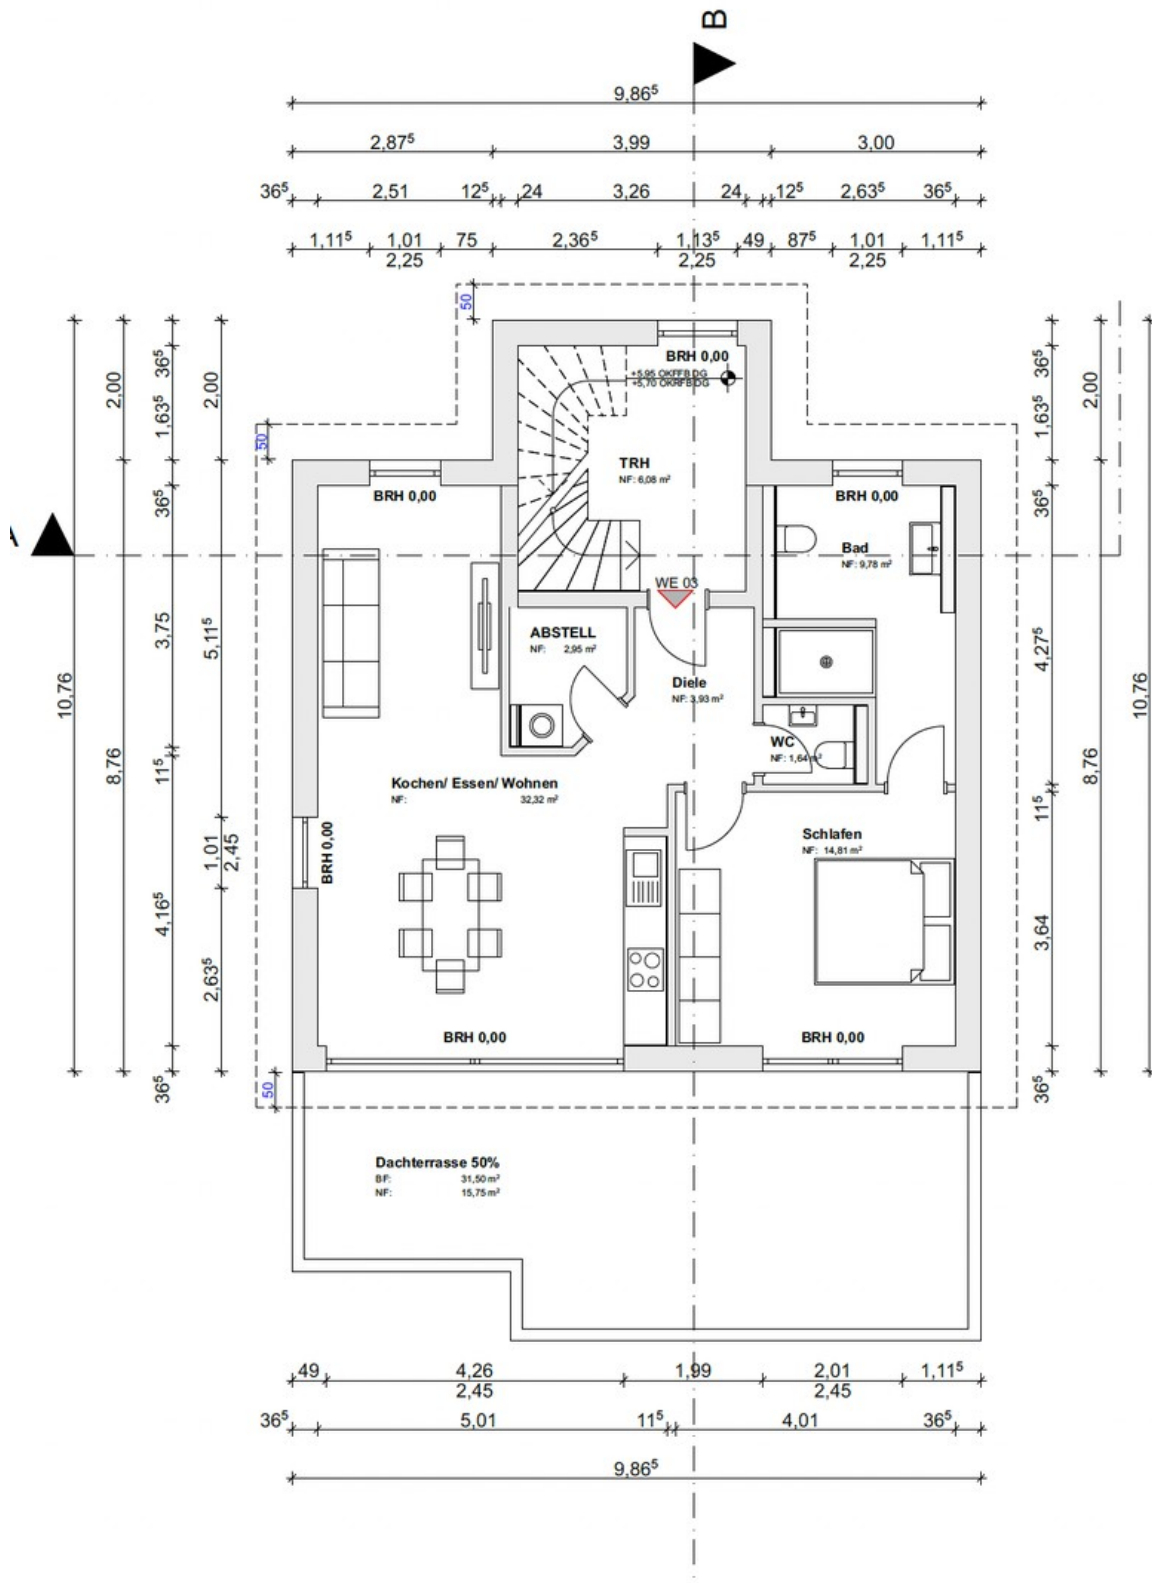 B
9,86⁵
2,87⁵ 3,99 3,00
36⁵ 2,51 12⁵ 24 3,26 24 12⁵ 2,63⁵ 36⁵
1,11⁵ 1,01 75 2,36⁵ 1,13⁵ 49 87⁵ 1,01 1,11⁵
2,25 2,25 2,25
50
BRH 0,00
+5,95 OKFFB DG
+5,70 OKRFB DG
36⁵
1,63⁵
2,00
2,00
36⁵
1,63⁵
2,00
50
TRH
NF: 6,08 m²
BRH 0,00
BRH 0,00
36⁵
36⁵
A
Bad
NF: 9,78 m²
WE 03
ABSTELL
NF: 2,95 m²
3,75
5,11⁵
4,27⁵
10,76
10,76
Diele
NF: 3,93 m²
WC
NF: 1,64 m²
8,76
11⁵
8,76
11⁵
Kochen/ Essen/ Wohnen
NF: 32,32 m²
1,01
2,45
BRH 0,00
Schlafen
NF: 14,81 m²
4,16⁵
2,63⁵
3,64
BRH 0,00
BRH 0,00
36⁵
50
36⁵
Dachterrasse 50%
BF: 31,50 m²
NF: 15,75 m²
49 4,26 1,99 2,01 1,11⁵
2,45 2,45
36⁵ 5,01 11⁵ 4,01 36⁵
9,86⁵